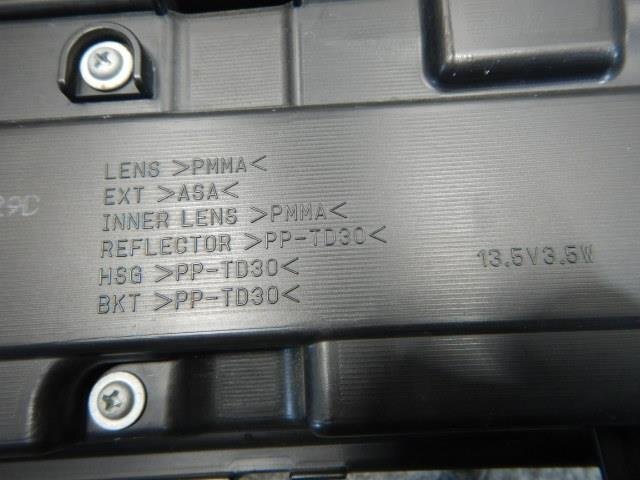 LENS >PMMA<
EXT >ASA<
INNER LENS >PMMA<
REFLECTOR >PP-TD30<
HSG >PP-TD30<
BKT >PP-TD30<
13.5V3.5W